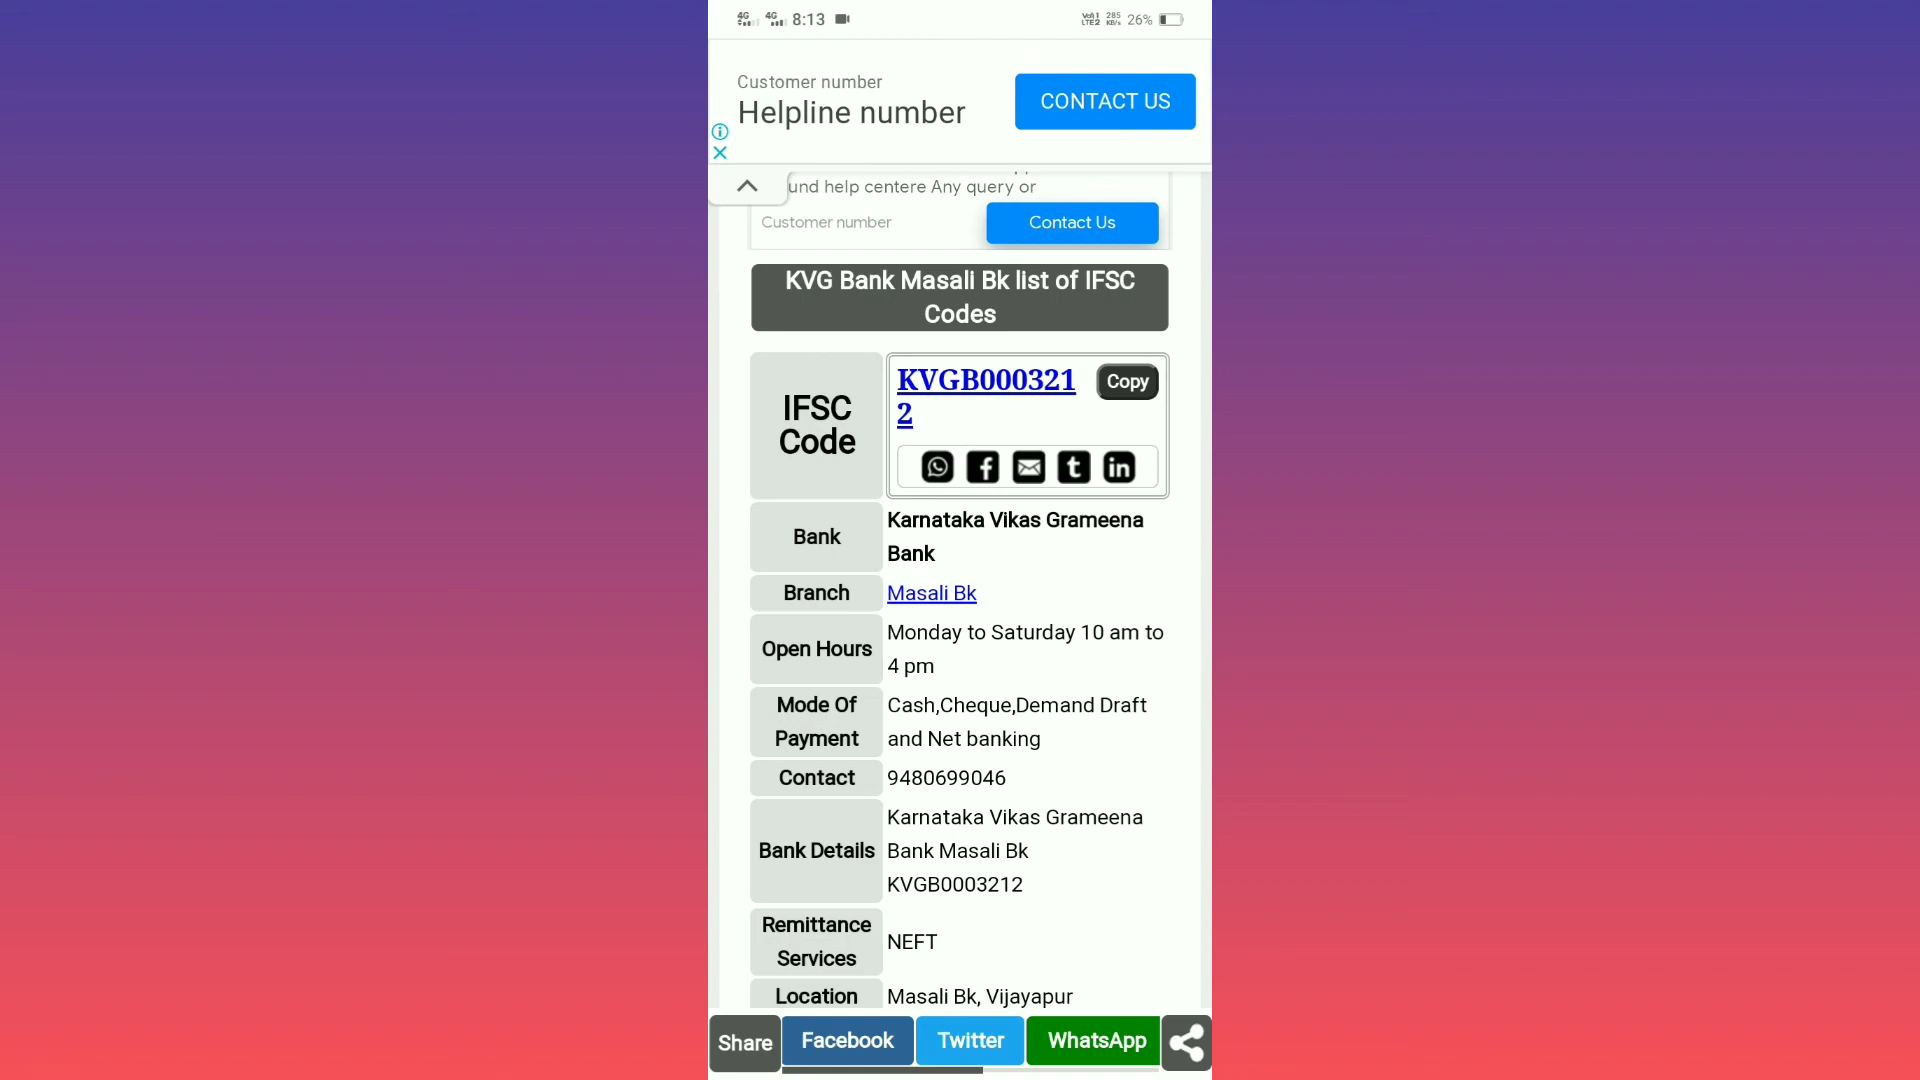 4G 4G 8:13 26%
Customer number
Helpline number
CONTACT US
und help centere Any query or
Customer number
Contact Us
KVG Bank Masali Bk list of IFSC
Codes
IFSC
Code
KVGB000321
2
Copy
Bank
Karnataka Vikas Grameena
Bank
Branch
Masali Bk
Open Hours
Monday to Saturday 10 am to
4 pm
Mode Of
Payment
Cash,Cheque,Demand Draft
and Net banking
Contact
9480699046
Bank Details
Karnataka Vikas Grameena
Bank Masali Bk
KVGB0003212
Remittance
Services
NEFT
Location
Masali Bk, Vijayapur
Share
Facebook
Twitter
WhatsApp